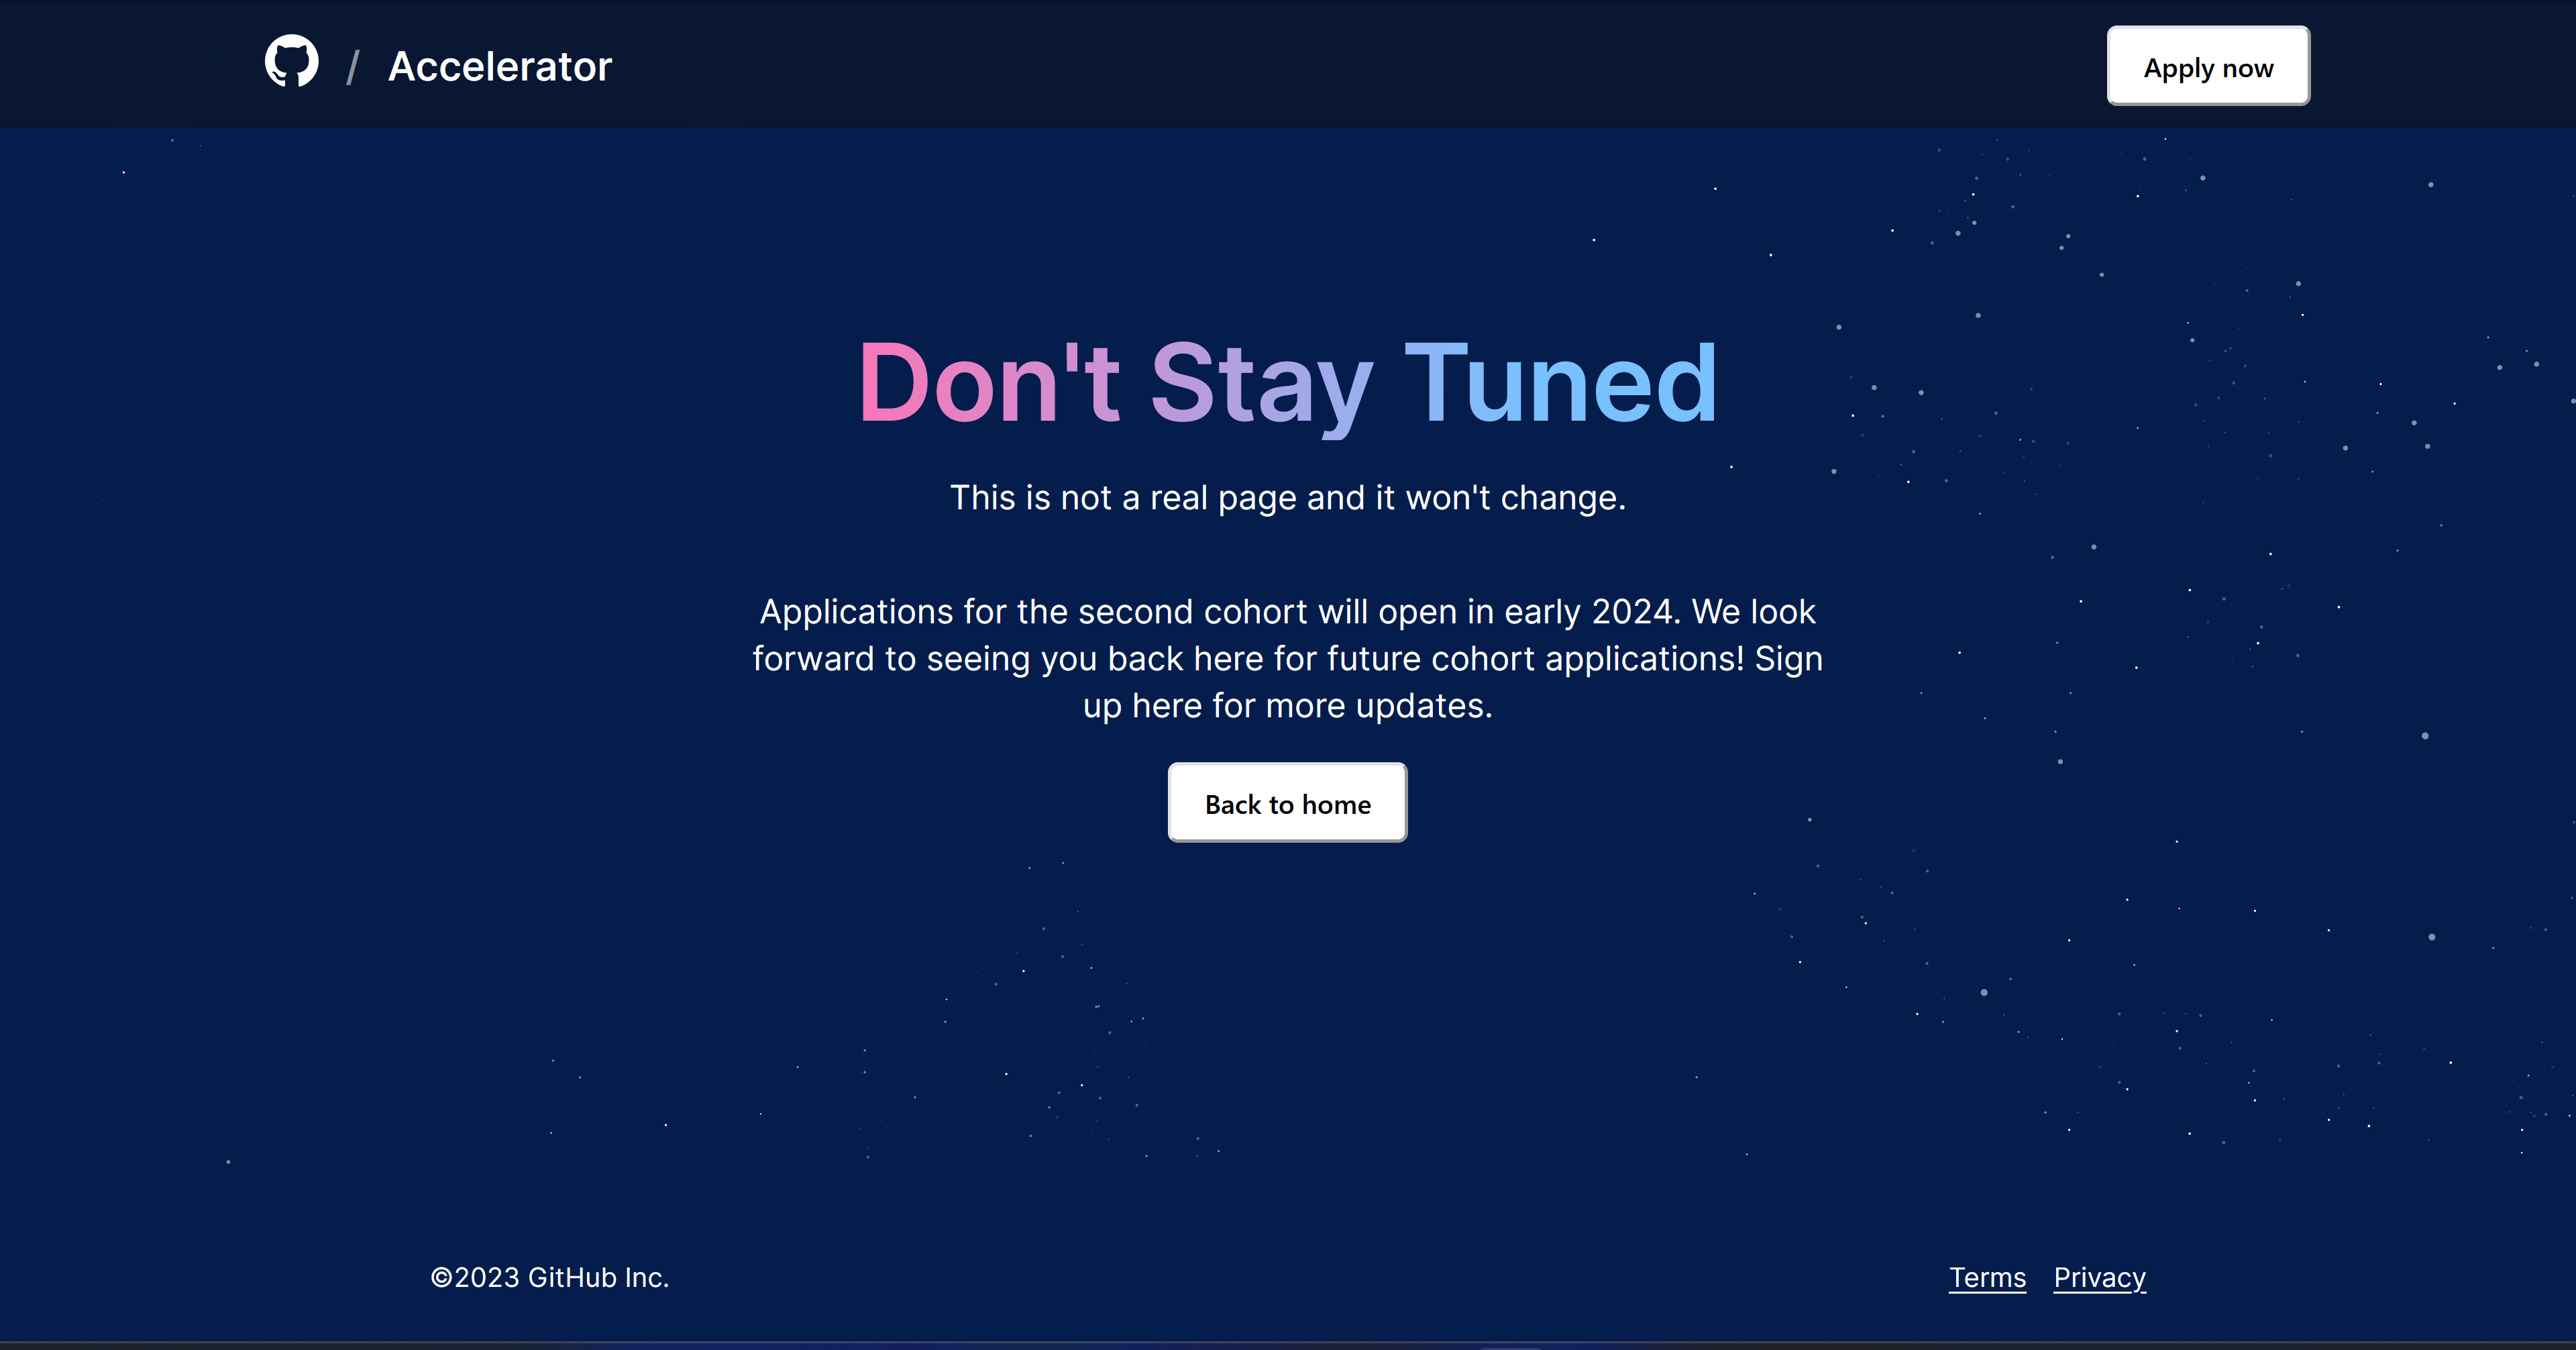 / Accelerator
Apply now
Don't Stay Tuned
This is not a real page and it won't change.
Applications for the second cohort will open in early 2024. We look
forward to seeing you back here for future cohort applications! Sign
up here for more updates.
Back to home
©2023 GitHub Inc.
Terms Privacy